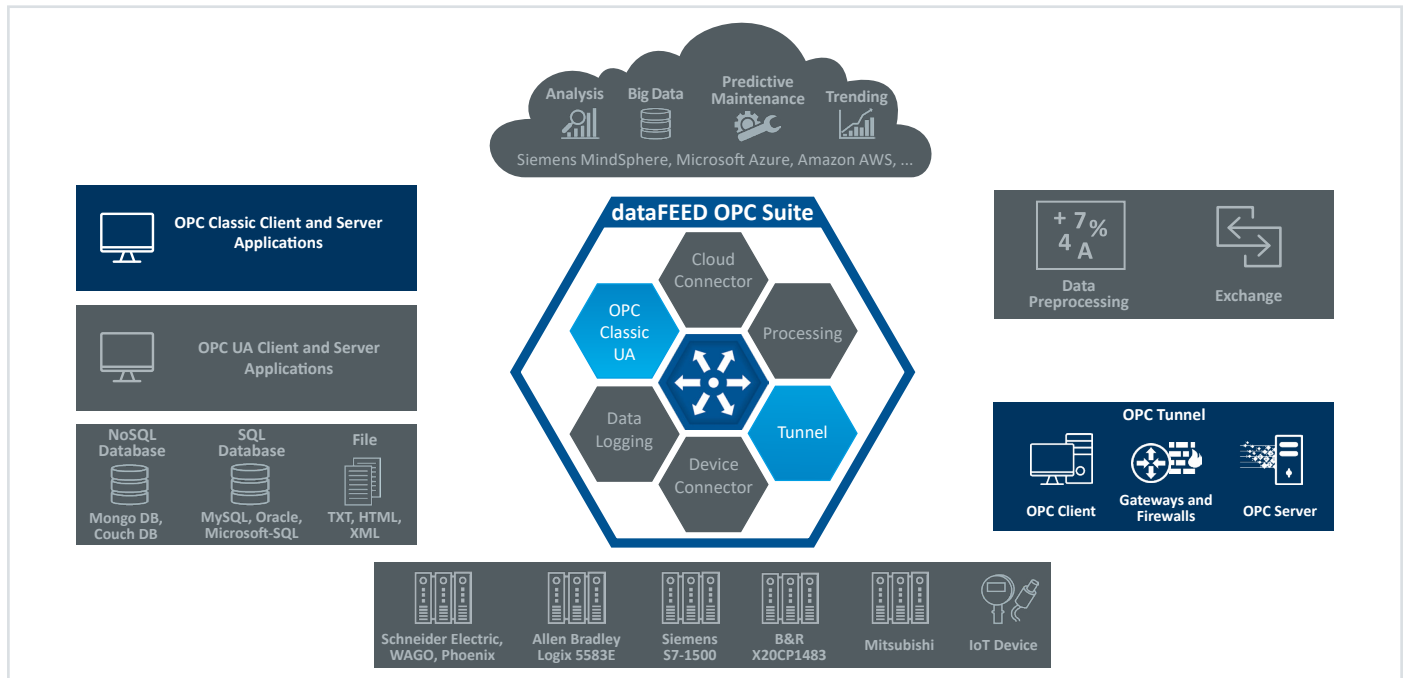 Analysis
Big Data
Predictive
Maintenance
Trending
Siemens MindSphere, Microsoft Azure, Amazon AWS, ...
OPC Classic Client and Server
Applications
OPC UA Client and Server
Applications
NoSQL
Database
SQL
Database
File
Mongo DB,
Couch DB
MySQL, Oracle,
Microsoft-SQL
TXT, HTML,
XML
dataFEED OPC Suite
Cloud
Connector
OPC
Classic
UA
Processing
Data
Logging
Tunnel
Device
Connector
+ 7%
4 A
Data
Preprocessing
Exchange
OPC Tunnel
OPC Client
Gateways and
Firewalls
OPC Server
Schneider Electric,
WAGO, Phoenix
Allen Bradley
Logix 5583E
Siemens
S7-1500
B&R
X20CP1483
Mitsubishi
IoT Device